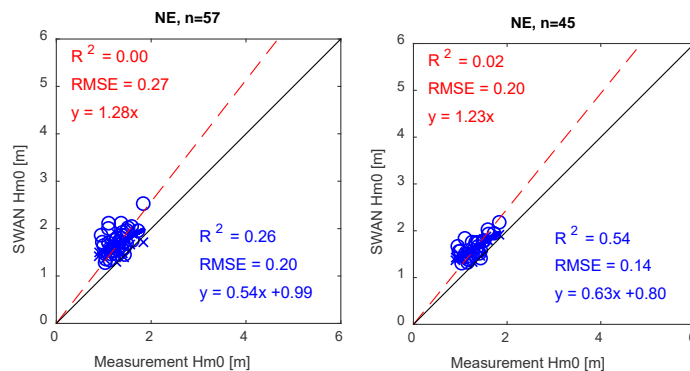 NE, n=57
R 2 = 0.00
RMSE = 0.27
y = 1.28x
R 2 = 0.26
RMSE = 0.20
y = 0.54x +0.99
SWAN Hm0 [m]
6
5
4
3
2
1
0
0 2 4 6
Measurement Hm0 [m]
NE, n=45
R 2 = 0.02
RMSE = 0.20
y = 1.23x
R 2 = 0.54
RMSE = 0.14
y = 0.63x +0.80
SWAN Hm0 [m]
6
5
4
3
2
1
0
0 2 4 6
Measurement Hm0 [m]